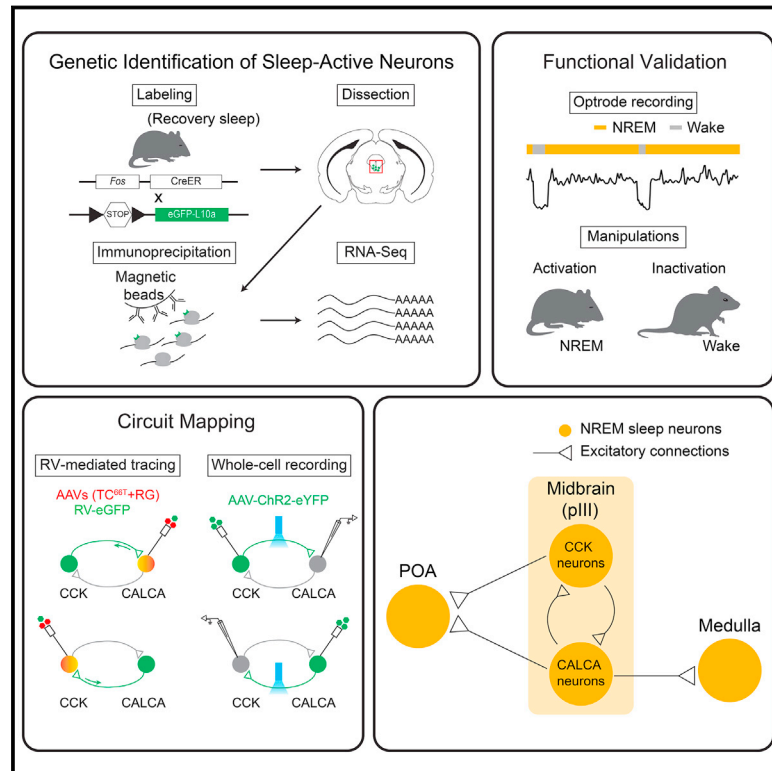 Genetic Identification of Sleep-Active Neurons
Labeling
Dissection
(Recovery sleep)
Fos
CreER
X
STOP
eGFP-L10a
Immunoprecipitation
RNA-Seq
Magnetic
beads
AAAAA
AAAAA
AAAAA
AAAAA
Functional Validation
Optrode recording
NREM
Wake
Manipulations
Activation
Inactivation
NREM
Wake
Circuit Mapping
RV-mediated tracing
Whole-cell recording
AAVs (TC66T+RG)
RV-eGFP
AAV-ChR2-eYFP
CCK
CALCA
CCK
CALCA
CCK
CALCA
CCK
CALCA
NREM sleep neurons
Excitatory connections
Midbrain
(pIII)
CCK
neurons
POA
Medulla
CALCA
neurons